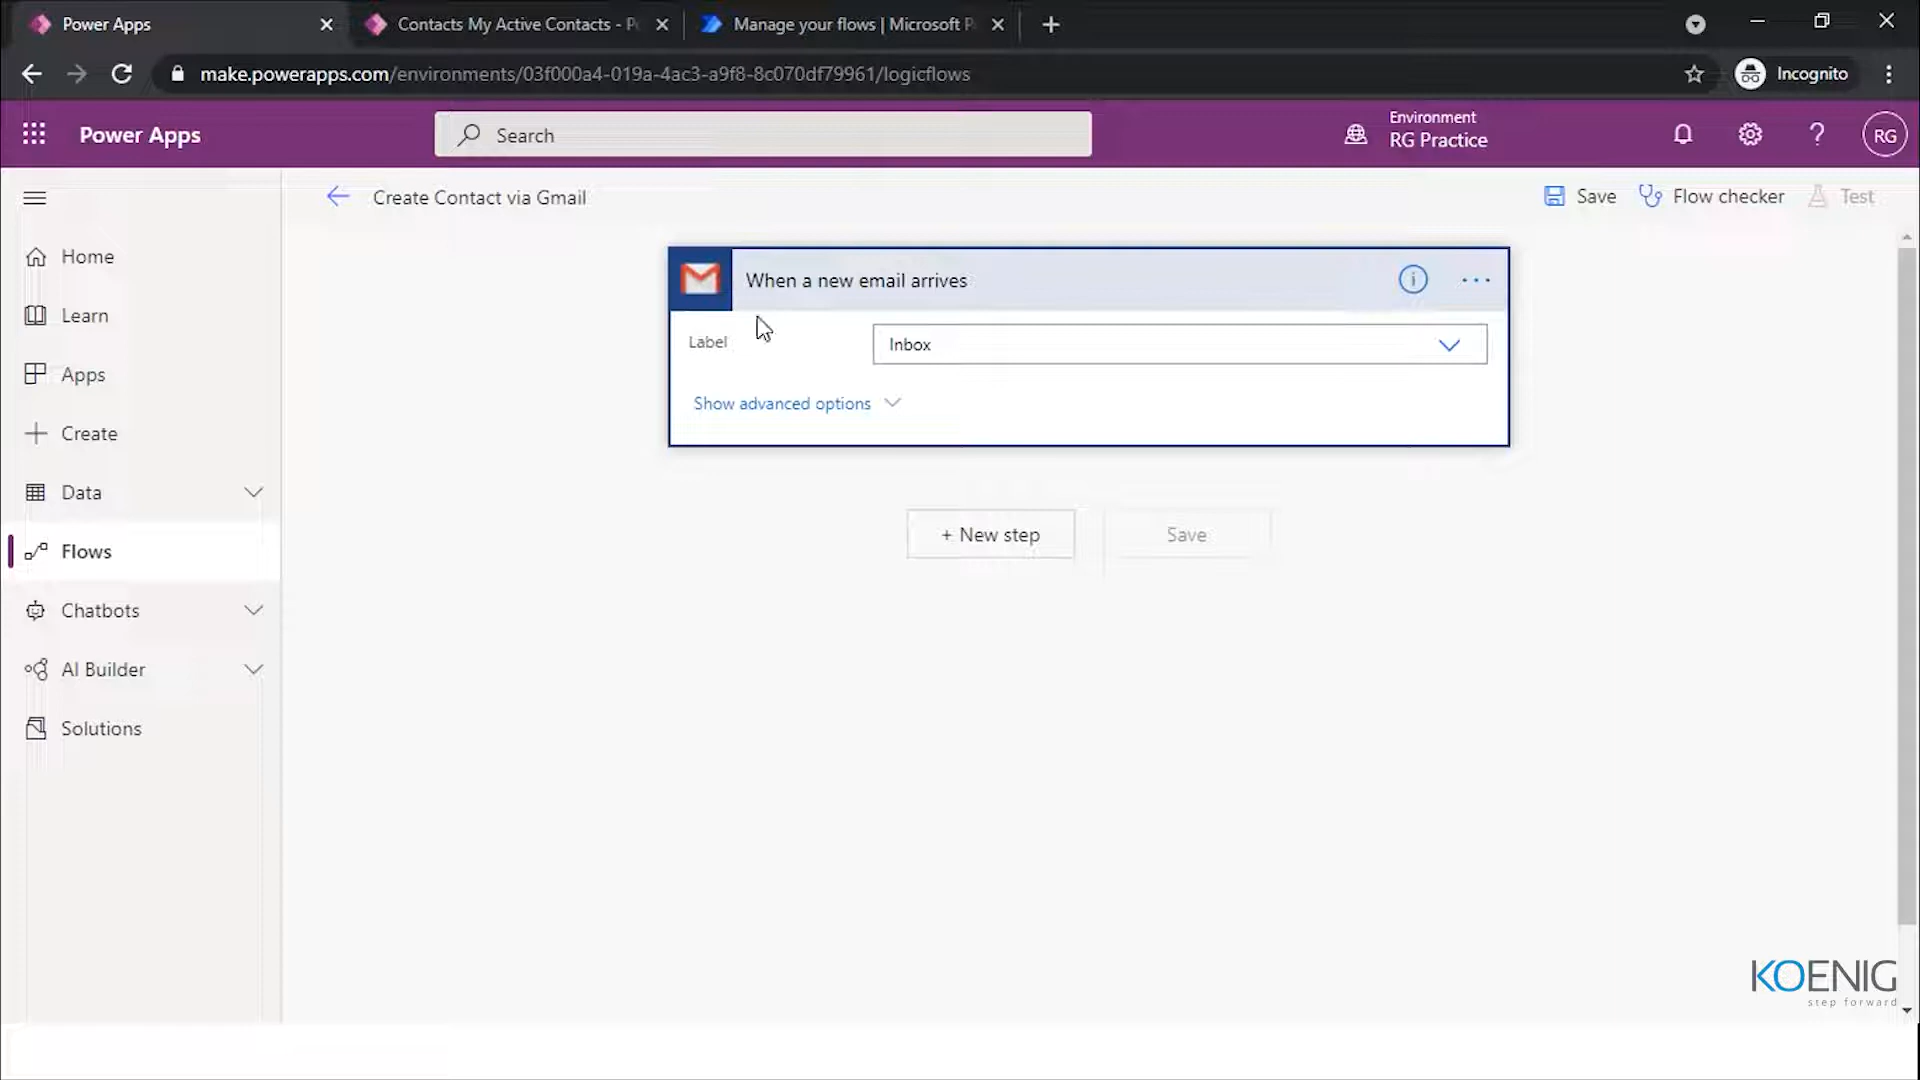 Power Apps
Contacts My Active Contacts - P
Manage your flows | Microsoft P
make.powerapps.com/environments/03f000a4-019a-4ac3-a9f8-8c070df79961/logicflows
Incognito
Power Apps
Search
Environment
RG Practice
RG
Create Contact via Gmail
Save
Flow checker
Test
Home
Learn
Apps
Create
Data
Flows
Chatbots
AI Builder
Solutions
When a new email arrives
Label
Inbox
Show advanced options
+ New step
Save
KOENIG
step forward